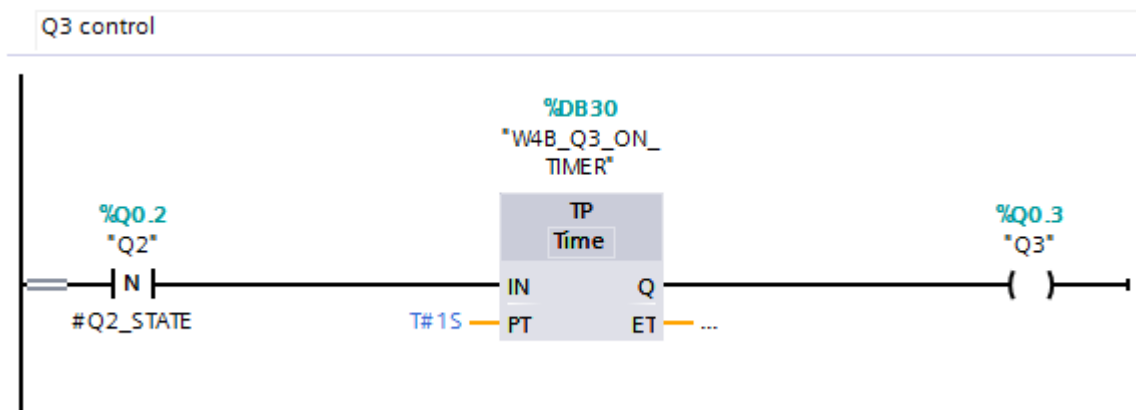 Q3 control
%DB30
"W4B_Q3_ON_
TIMER"
%Q0.2
"Q2"
TP
Time
%Q0.3
"Q3"
N
IN
Q
#Q2_STATE
T#1S
PT
ET
...